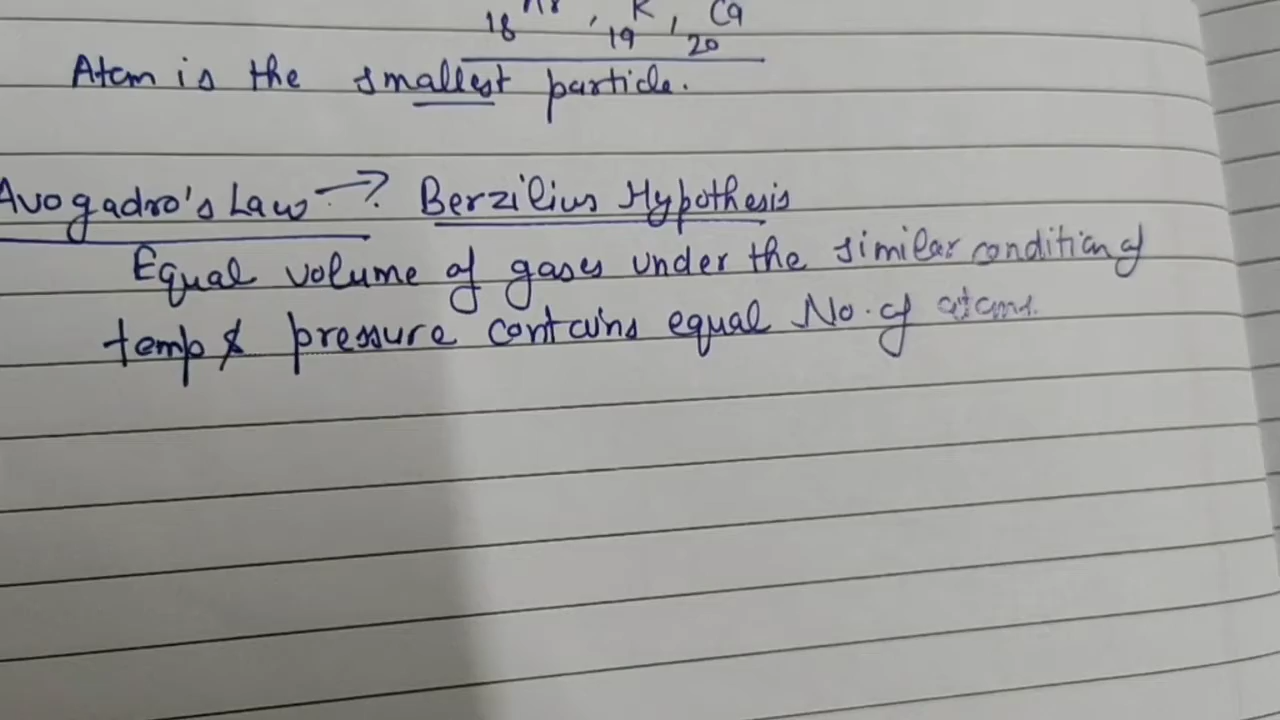 18 Ar , 19 K , 20 Ca
Atom is the smallest particle.
Avogadro's Law → Berzilius Hypothesis
Equal volume of gases under the similar condition of
temp & pressure contains equal No. of atoms.